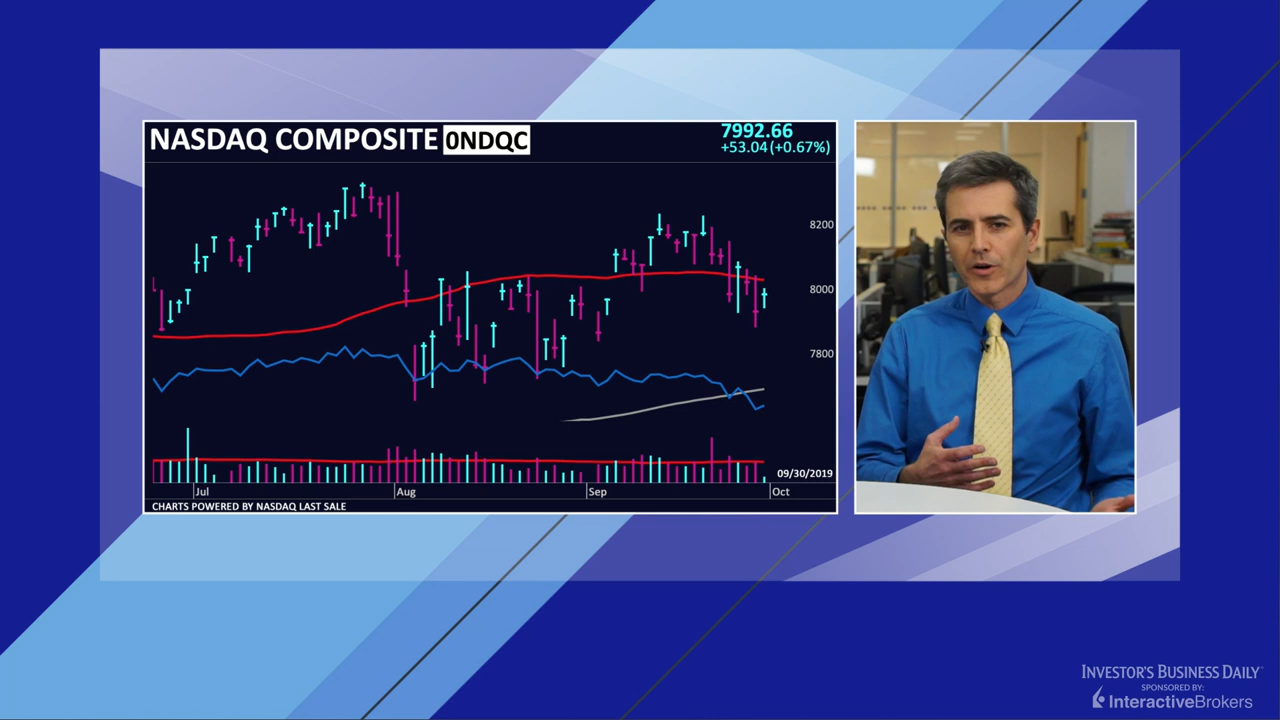 NASDAQ COMPOSITE 0NDQC
7992.66
+53.04 (+0.67%)
8200
8000
7800
09/30/2019
Jul Aug Sep Oct
CHARTS POWERED BY NASDAQ LAST SALE
INVESTOR'S BUSINESS DAILY
SPONSORED BY:
InteractiveBrokers